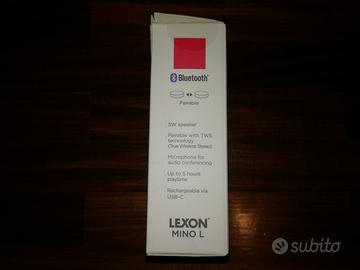 Bluetooth®
Pairable
5W speaker
Pairable with TWS
technology
(True Wireless Stereo)
Microphone for
audio conferencing
Up to 5 hours
playtime
Rechargeable via
USB-C
LEXON®
MINO L
subito